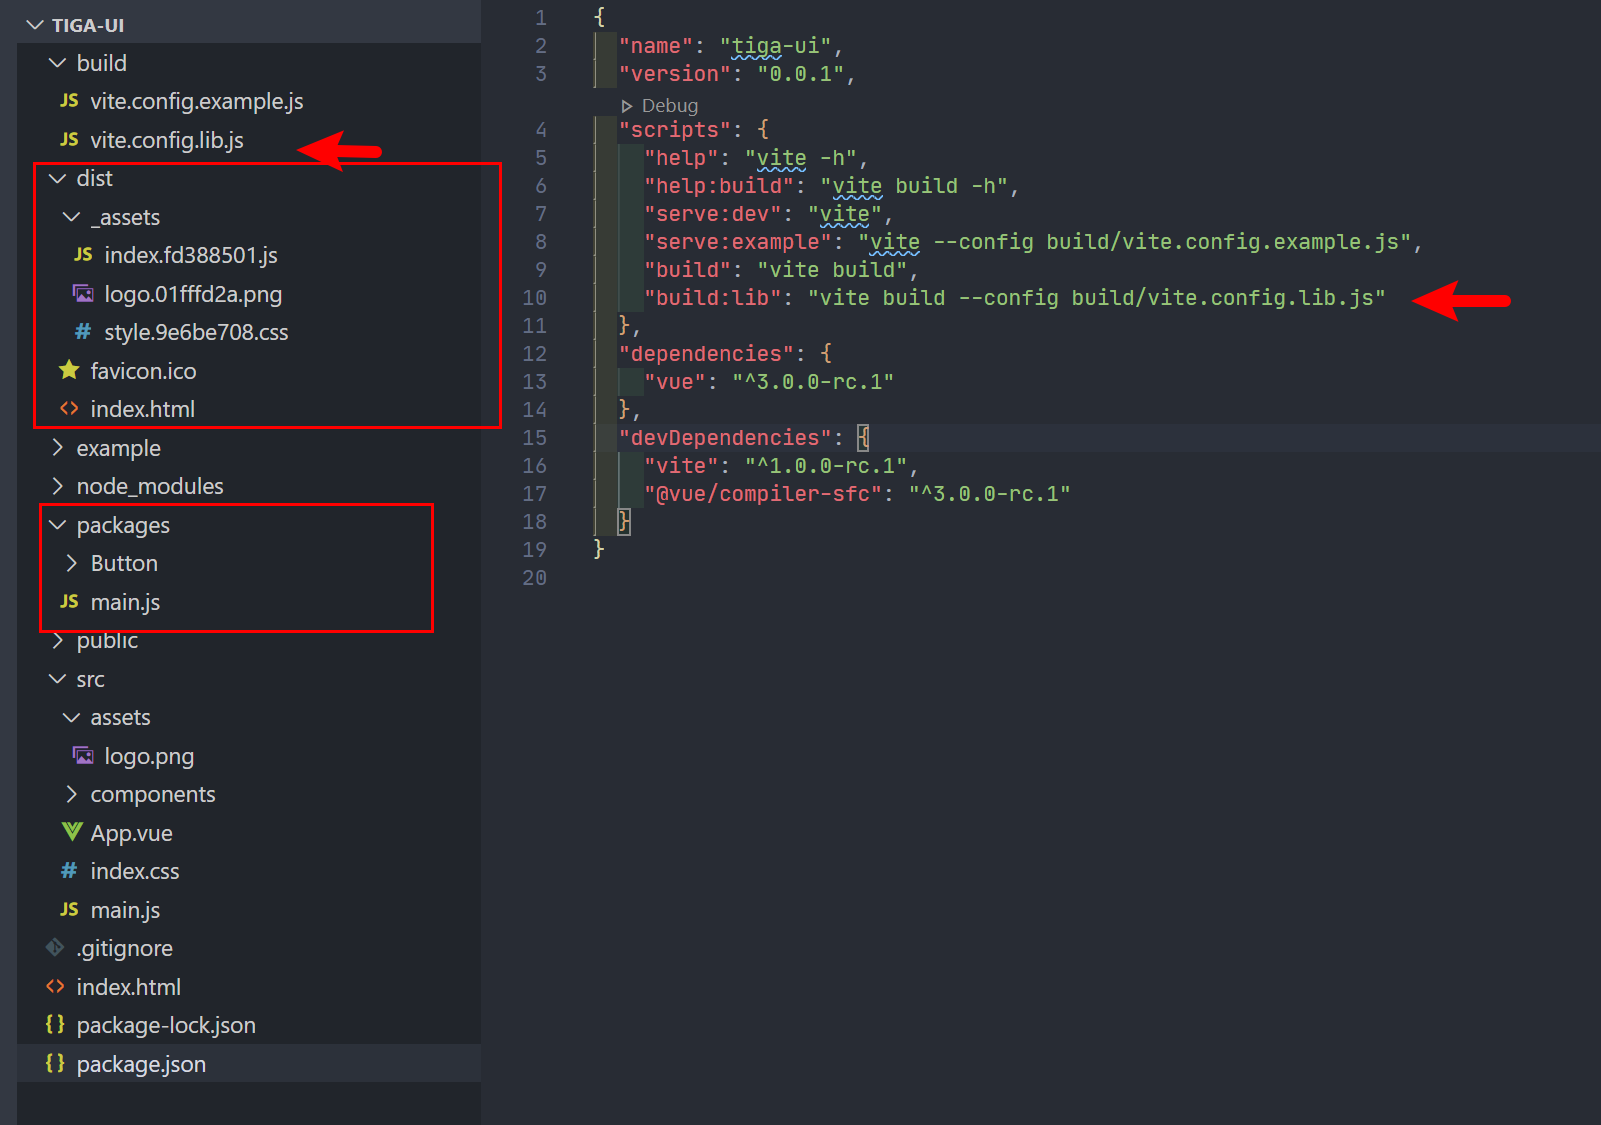 TIGA-UI
build
JS vite.config.example.js
JS vite.config.lib.js
dist
_assets
JS index.fd388501.js
logo.01fffd2a.png
# style.9e6be708.css
favicon.ico
<> index.html
example
node_modules
packages
Button
JS main.js
public
src
assets
logo.png
components
App.vue
# index.css
JS main.js
.gitignore
<> index.html
{} package-lock.json
{} package.json
1 {
2 "name": "tiga-ui",
3 "version": "0.0.1",
Debug
4 "scripts": {
5 "help": "vite -h",
6 "help:build": "vite build -h",
7 "serve:dev": "vite",
8 "serve:example": "vite --config build/vite.config.example.js",
9 "build": "vite build",
10 "build:lib": "vite build --config build/vite.config.lib.js"
11 },
12 "dependencies": {
13 "vue": "^3.0.0-rc.1"
14 },
15 "devDependencies": {
16 "vite": "^1.0.0-rc.1",
17 "@vue/compiler-sfc": "^3.0.0-rc.1"
18 }
19 }
20